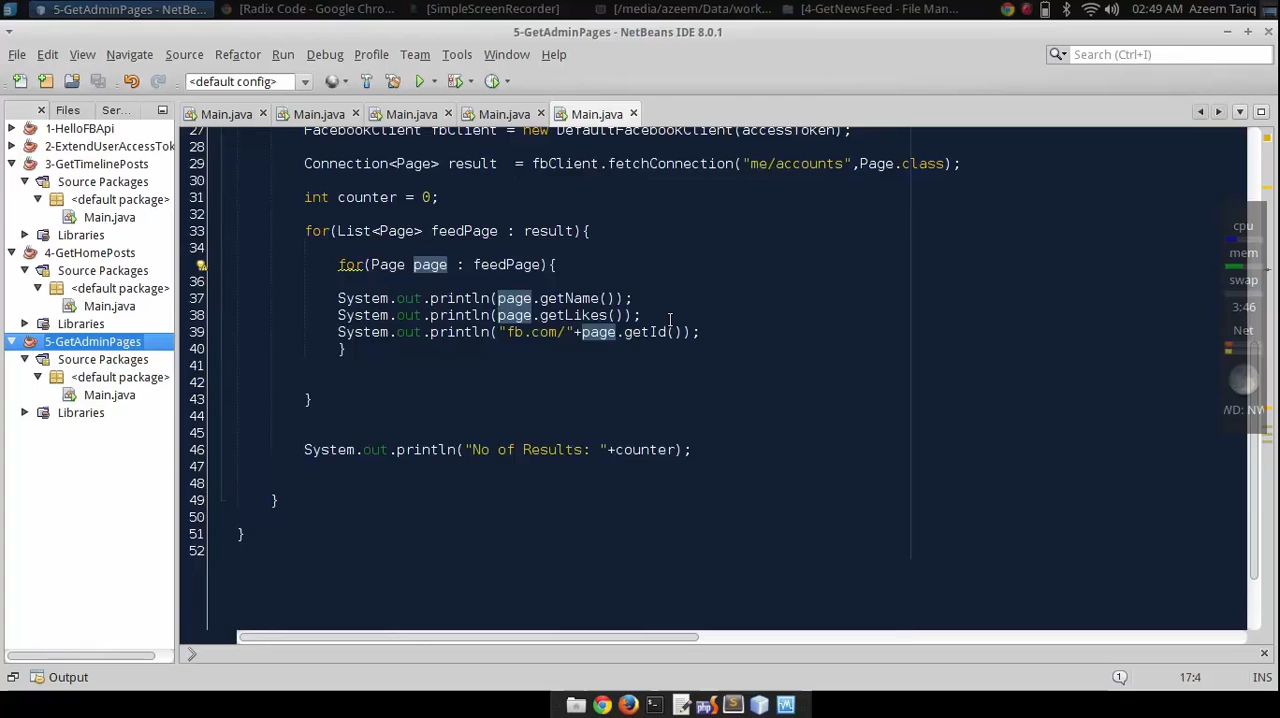 5-GetAdminPages - NetBe...
[Radix Code - Google Chro...
[SimpleScreenRecorder]
[/media/azeem/Data/work...
[4-GetNewsFeed - File Man...
02:49 AM
Azeem Tariq
5-GetAdminPages - NetBeans IDE 8.0.1
File Edit View Navigate Source Refactor Run Debug Profile Team Tools Window Help
Search (Ctrl+I)
<default config>
Files
Ser...
Main.java
Main.java
Main.java
Main.java
Main.java
1-HelloFBApi
2-ExtendUserAccessTok
3-GetTimelinePosts
Source Packages
<default package>
Main.java
Libraries
4-GetHomePosts
Source Packages
<default package>
Main.java
Libraries
5-GetAdminPages
Source Packages
<default package>
Main.java
Libraries
27 FacebookClient fbClient = new DefaultFacebookClient(accessToken);
28
29 Connection<Page> result = fbClient.fetchConnection("me/accounts",Page.class);
30
31 int counter = 0;
32
33 for(List<Page> feedPage : result){
34
for(Page page : feedPage){
36
37 System.out.println(page.getName());
38 System.out.println(page.getLikes());
39 System.out.println("fb.com/"+page.getId());
40 }
41
42
43 }
44
45
46 System.out.println("No of Results: "+counter);
47
48
49 }
50
51 }
52
cpu
mem
swap
3:46
Net
WD: NW
Output
1
17:4
INS